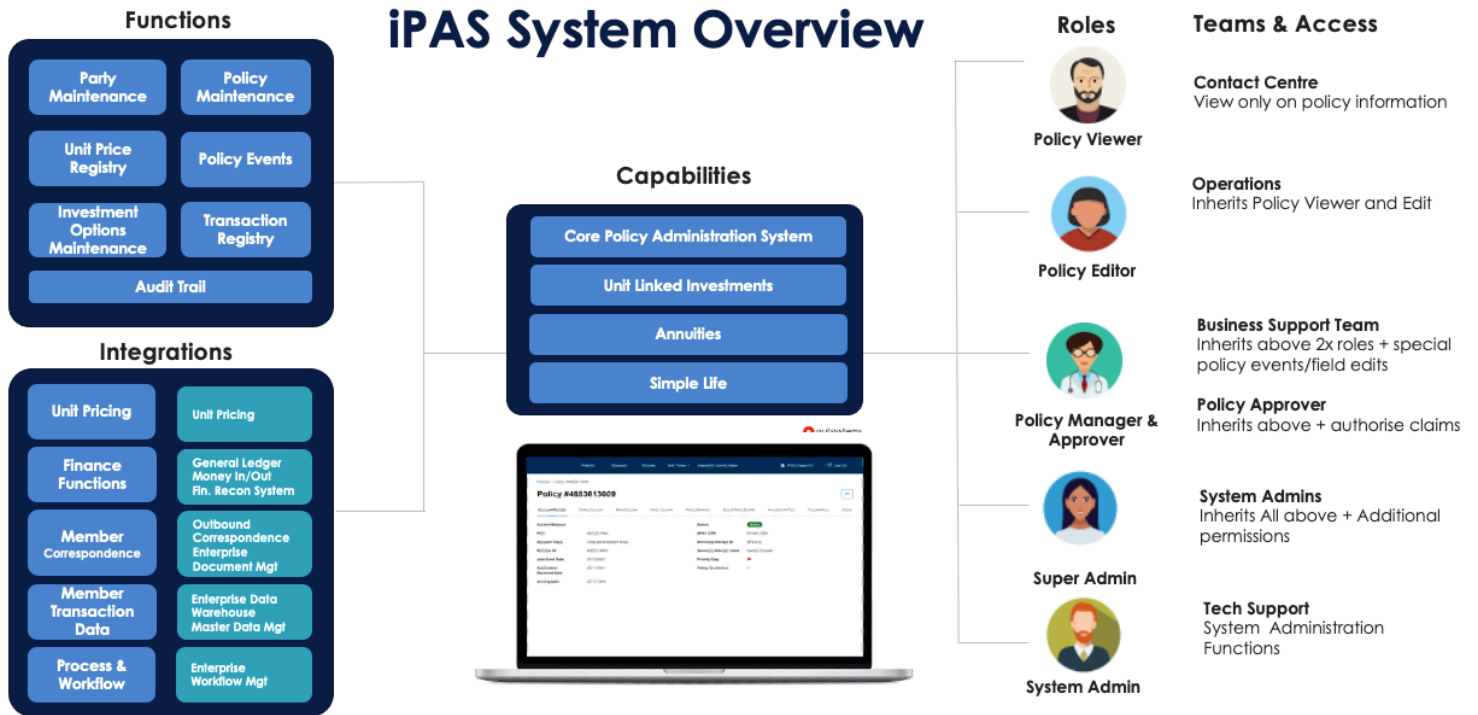 iPAS System Overview
Functions
Party
Maintenance
Policy
Maintenance
Unit Price
Registry
Policy Events
Investment
Options
Maintenance
Transaction
Registry
Audit Trail
Integrations
Unit Pricing
Unit Pricing
Finance
Functions
General Ledger
Money In/Out
Fin. Recon System
Member
Correspondence
Outbound
Correspondence
Enterprise
Document Mgt
Member
Transaction
Data
Enterprise Data
Warehouse
Master Data Mgt
Process &
Workflow
Enterprise
Workflow Mgt
Capabilities
Core Policy Administration System
Unit Linked Investments
Annuities
Simple Life
Policy #4883613009
Roles
Teams & Access
Policy Viewer
Contact Centre
View only on policy information
Policy Editor
Operations
Inherits Policy Viewer and Edit
Policy Manager &
Approver
Business Support Team
Inherits above 2x roles + special
policy events/field edits
Policy Approver
Inherits above + authorise claims
Super Admin
System Admins
Inherits All above + Additional
permissions
System Admin
Tech Support
System Administration
Functions